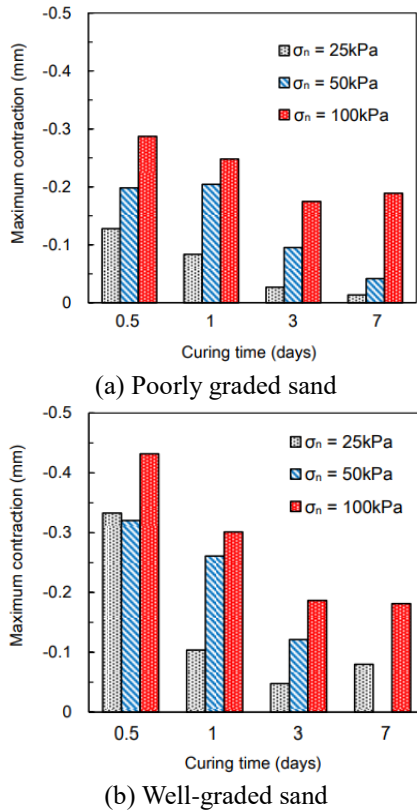 Maximum contraction (mm)
-0.5
-0.4
-0.3
-0.2
-0.1
0
σn = 25kPa
σn = 50kPa
σn = 100kPa
0.5 1 3 7
Curing time (days)
(a) Poorly graded sand
Maximum contraction (mm)
-0.5
-0.4
-0.3
-0.2
-0.1
0
σn = 25kPa
σn = 50kPa
σn = 100kPa
0.5 1 3 7
Curing time (days)
(b) Well-graded sand